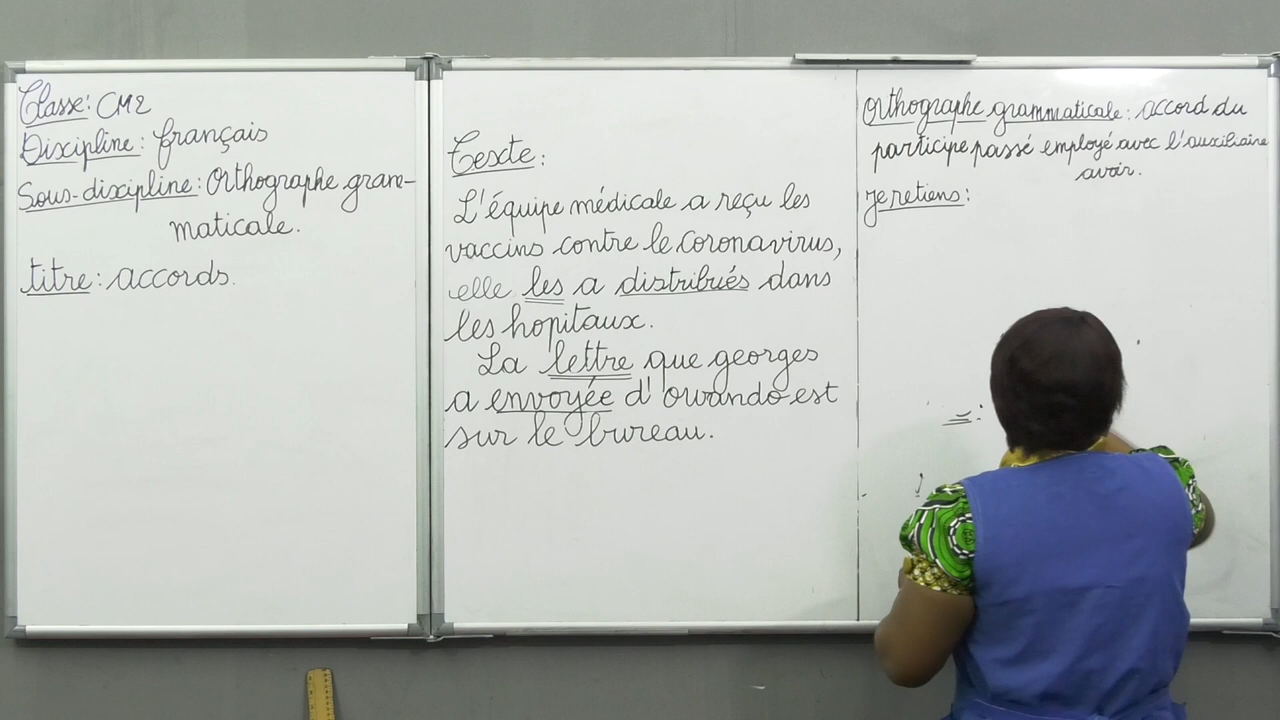 Classe: CM2
Discipline: français
Sous-discipline: Orthographe gram-
maticale.
titre: accords.
Texte:
L'équipe médicale a reçu les
vaccins contre le coronavirus,
elle les a distribués dans
les hopitaux.
La lettre que georges
a envoyée d'Owando est
sur le bureau.
Orthographe grammaticale: accord du
participe passé employé avec l'auxiliaire
avoir.
Je retiens: